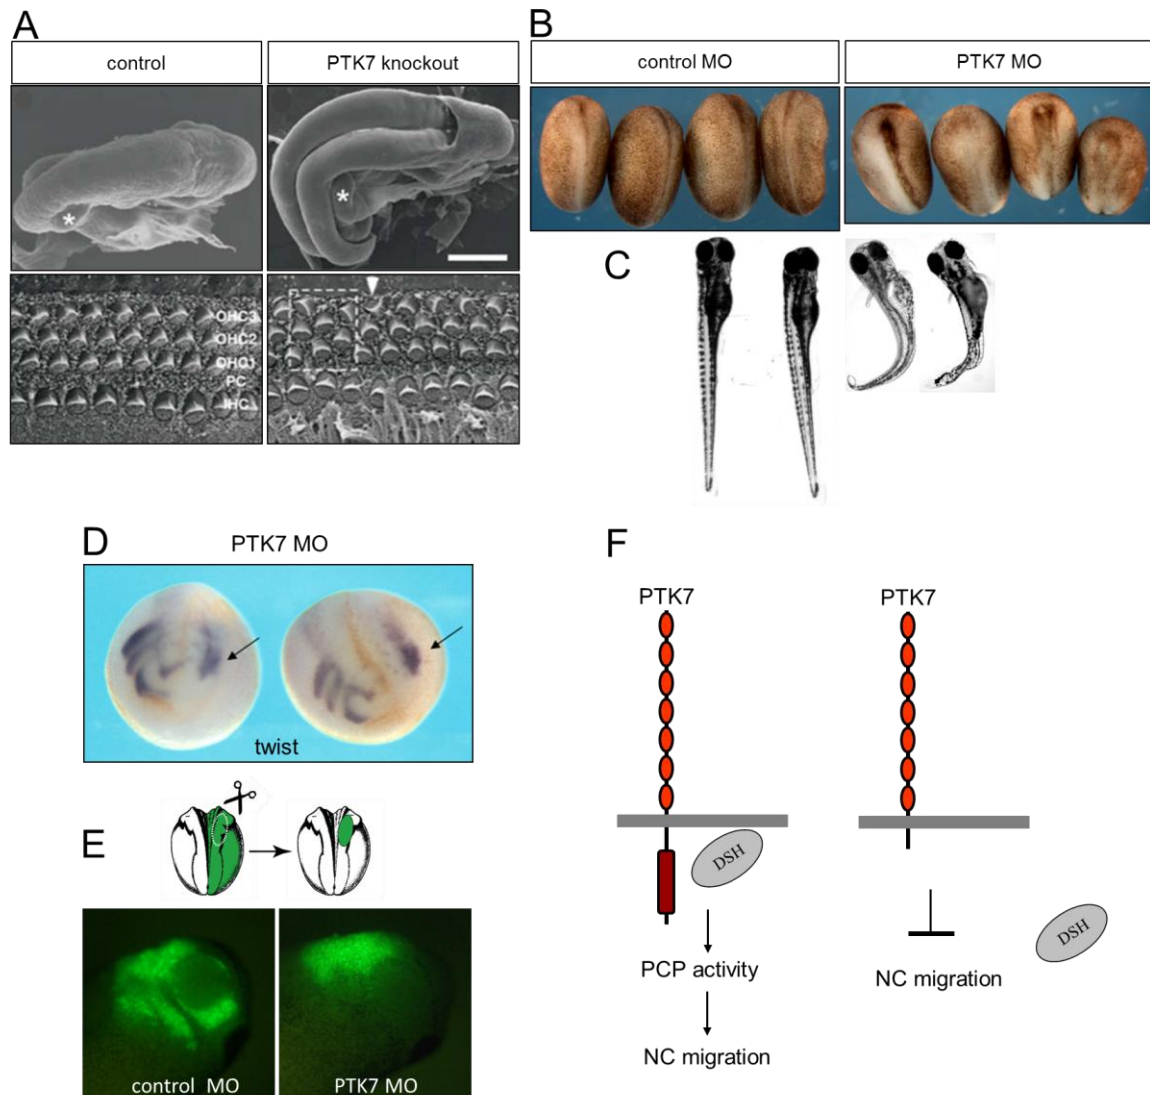 A
control
PTK7 knockout
OHC3
OHC2
OHC1
PC
IHC
B
control MO
PTK7 MO
C
D
PTK7 MO
twist
E
control MO
PTK7 MO
F
PTK7
PTK7
DSH
PCP activity
NC migration
DSH
NC migration